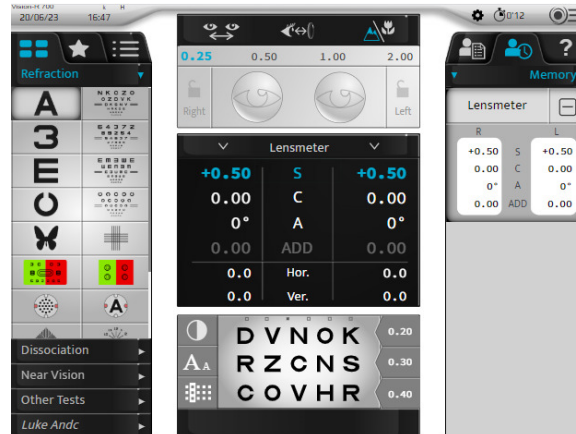 Vision-R 700
20/06/23 16:47
0'12
Refraction
0.25 0.50 1.00 2.00
Right Left
Lensmeter
+0.50 S +0.50
0.00 C 0.00
0° A 0°
0.00 ADD 0.00
0.0 Hor. 0.0
0.0 Ver. 0.0
Memory
Lensmeter
R L
+0.50 S +0.50
0.00 C 0.00
0° A 0°
0.00 ADD 0.00
A
NKOZO
3
E
A
DVNOK 0.20
RZCNS 0.30
COVHR 0.40
AA
Dissociation
Near Vision
Other Tests
Luke Andc
?